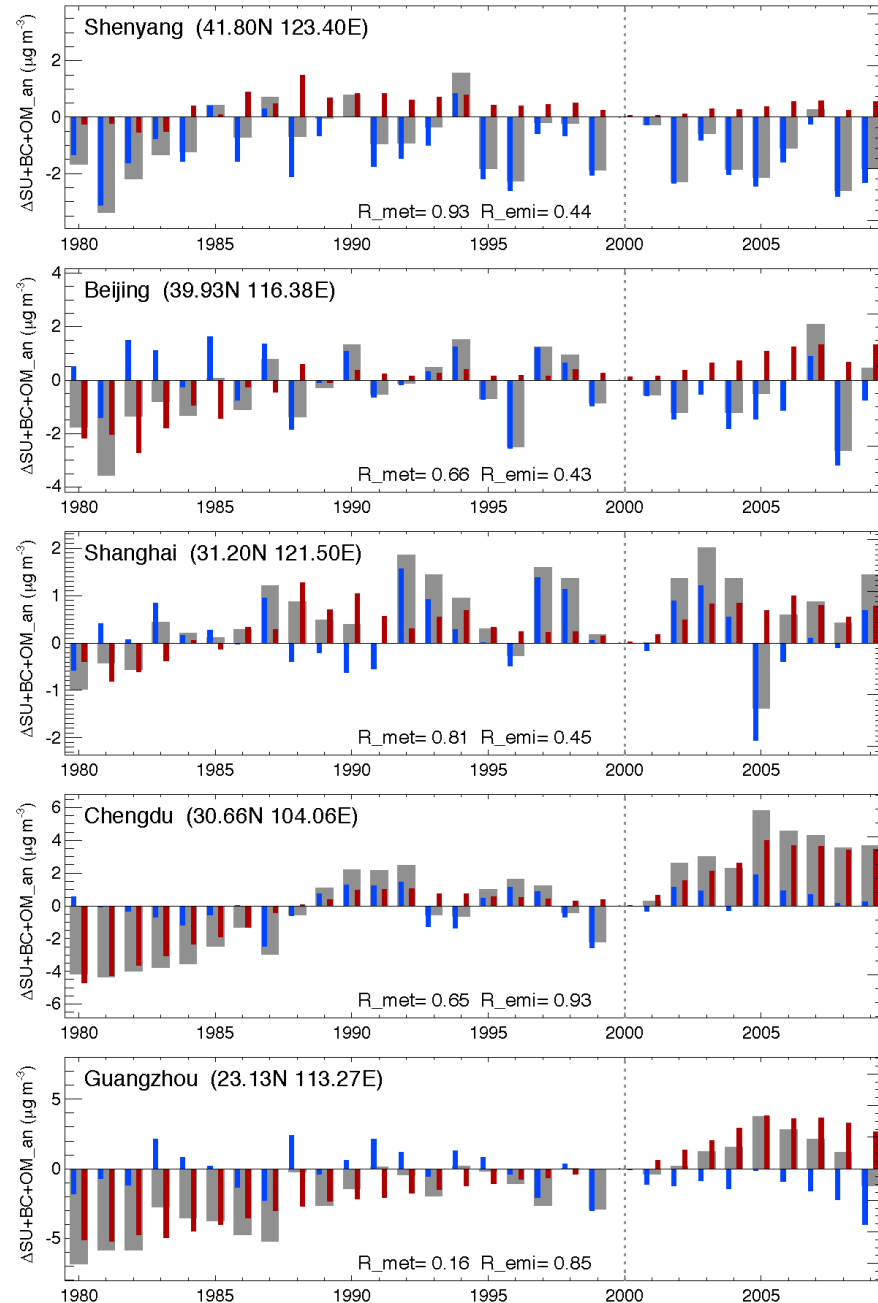 Shenyang (41.80N 123.40E)
ΔSU+BC+OM_an (μg m⁻³)
2
0
-2
R_met= 0.93 R_emi= 0.44
1980 1985 1990 1995 2000 2005
Beijing (39.93N 116.38E)
ΔSU+BC+OM_an (μg m⁻³)
4
2
0
-2
-4
R_met= 0.66 R_emi= 0.43
1980 1985 1990 1995 2000 2005
Shanghai (31.20N 121.50E)
ΔSU+BC+OM_an (μg m⁻³)
2
1
0
-1
-2
R_met= 0.81 R_emi= 0.45
1980 1985 1990 1995 2000 2005
Chengdu (30.66N 104.06E)
ΔSU+BC+OM_an (μg m⁻³)
6
4
2
0
-2
-4
-6
R_met= 0.65 R_emi= 0.93
1980 1985 1990 1995 2000 2005
Guangzhou (23.13N 113.27E)
ΔSU+BC+OM_an (μg m⁻³)
5
0
-5
R_met= 0.16 R_emi= 0.85
1980 1985 1990 1995 2000 2005